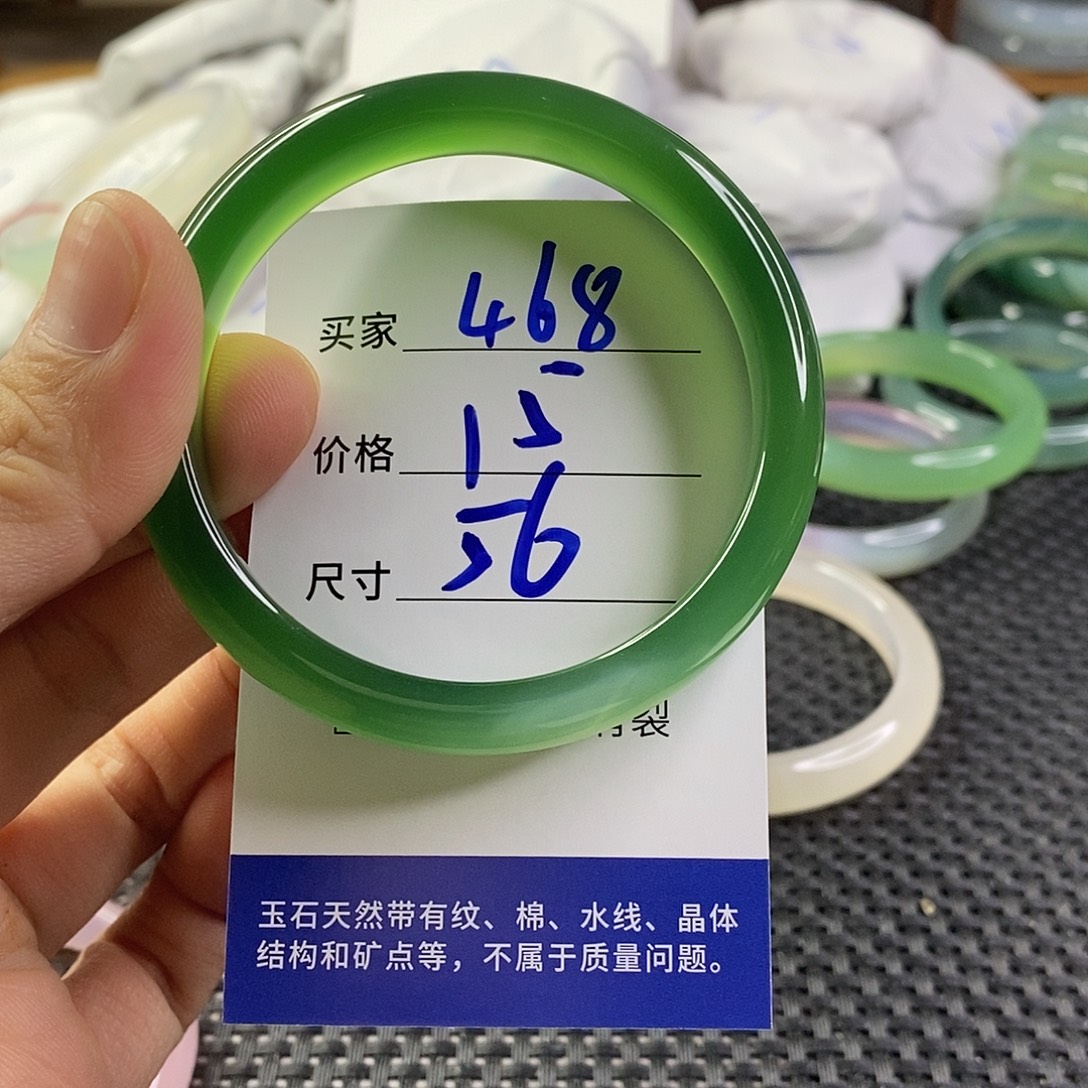 买家 468
价格 15
尺寸 56
裂
玉石天然带有纹、棉、水线、晶体
结构和矿点等，不属于质量问题。